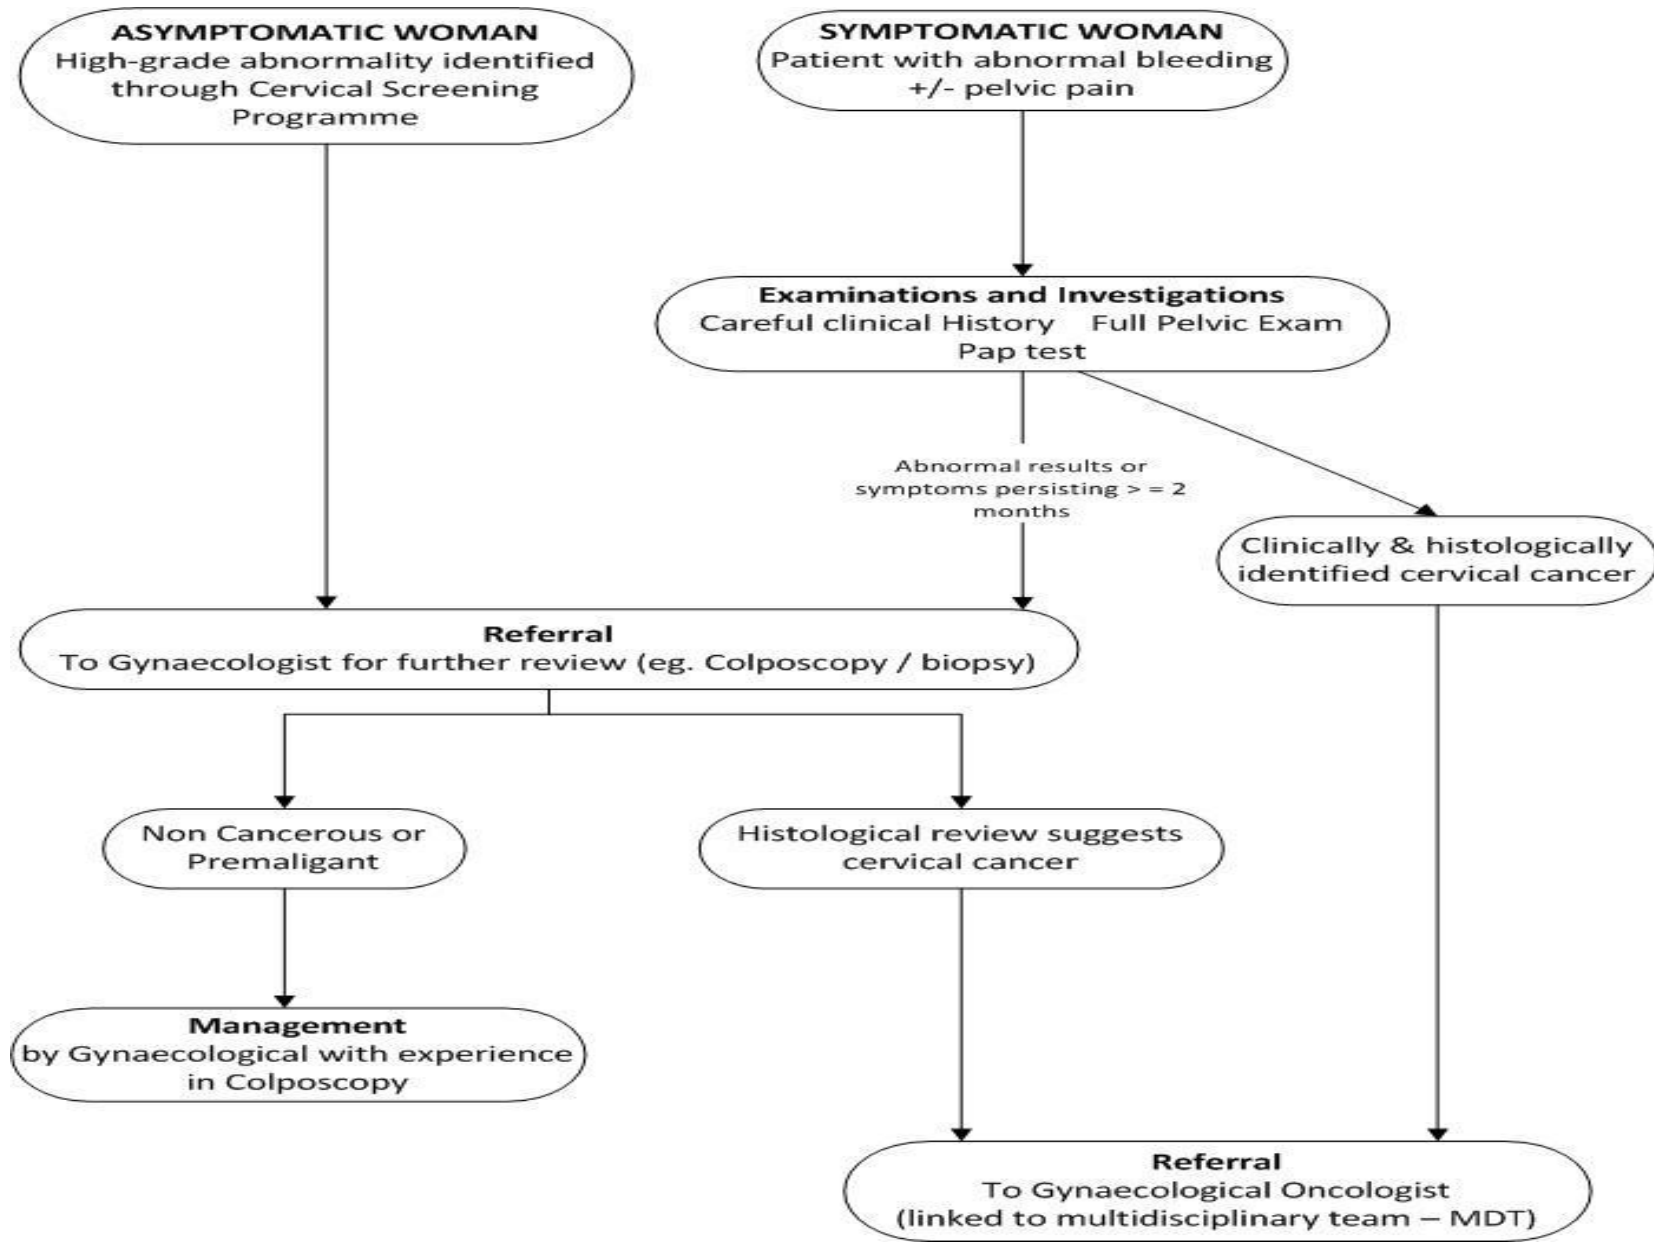 ASYMPTOMATIC WOMAN
High-grade abnormality identified
through Cervical Screening
Programme
SYMPTOMATIC WOMAN
Patient with abnormal bleeding
+/- pelvic pain
Examinations and Investigations
Careful clinical History Full Pelvic Exam
Pap test
Abnormal results or
symptoms persisting > = 2
months
Clinically & histologically
identified cervical cancer
Referral
To Gynaecologist for further review (eg. Colposcopy / biopsy)
Non Cancerous or
Premaligant
Histological review suggests
cervical cancer
Management
by Gynaecological with experience
in Colposcopy
Referral
To Gynaecological Oncologist
(linked to multidisciplinary team – MDT)